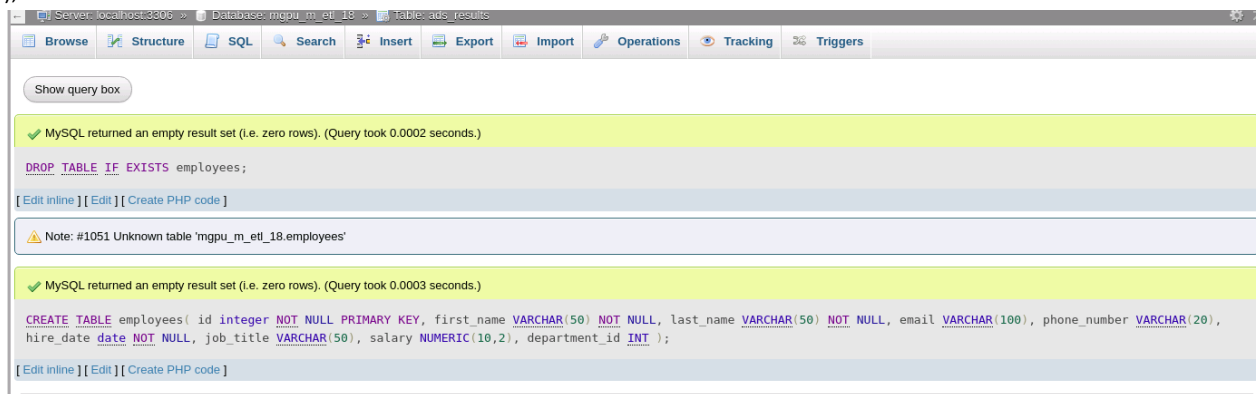 Server: localhost:3306 » Database: mgpu_m_etl_18 » Table: ads_results
Browse Structure SQL Search Insert Export Import Operations Tracking Triggers
Show query box
MySQL returned an empty result set (i.e. zero rows). (Query took 0.0002 seconds.)
DROP TABLE IF EXISTS employees;
[ Edit inline ] [ Edit ] [ Create PHP code ]
Note: #1051 Unknown table 'mgpu_m_etl_18.employees'
MySQL returned an empty result set (i.e. zero rows). (Query took 0.0003 seconds.)
CREATE TABLE employees( id integer NOT NULL PRIMARY KEY, first_name VARCHAR(50) NOT NULL, last_name VARCHAR(50) NOT NULL, email VARCHAR(100), phone_number VARCHAR(20),
hire_date date NOT NULL, job_title VARCHAR(50), salary NUMERIC(10,2), department_id INT );
[ Edit inline ] [ Edit ] [ Create PHP code ]